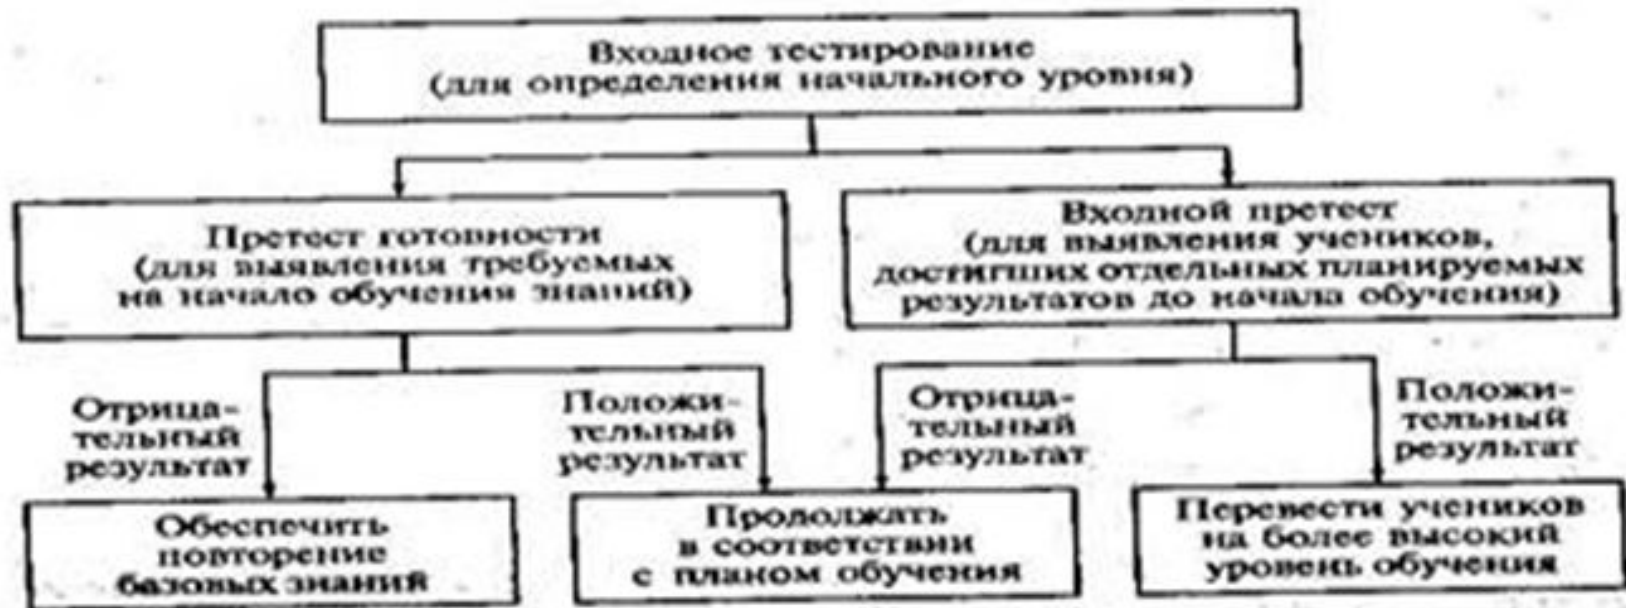 Входное тестирование
(для определения начального уровня)
Претест готовности
(для выявления требуемых
на начало обучения знаний)
Входной претест
(для выявления учеников,
достигших отдельных планируемых
результатов до начала обучения)
Отрица-
тельный
результат
Положи-
тельный
результат
Отрица-
тельный
результат
Положи-
тельный
результат
Обеспечить
повторение
базовых знаний
Продолжать
в соответствии
с планом обучения
Перевести учеников
на более высокий
уровень обучения